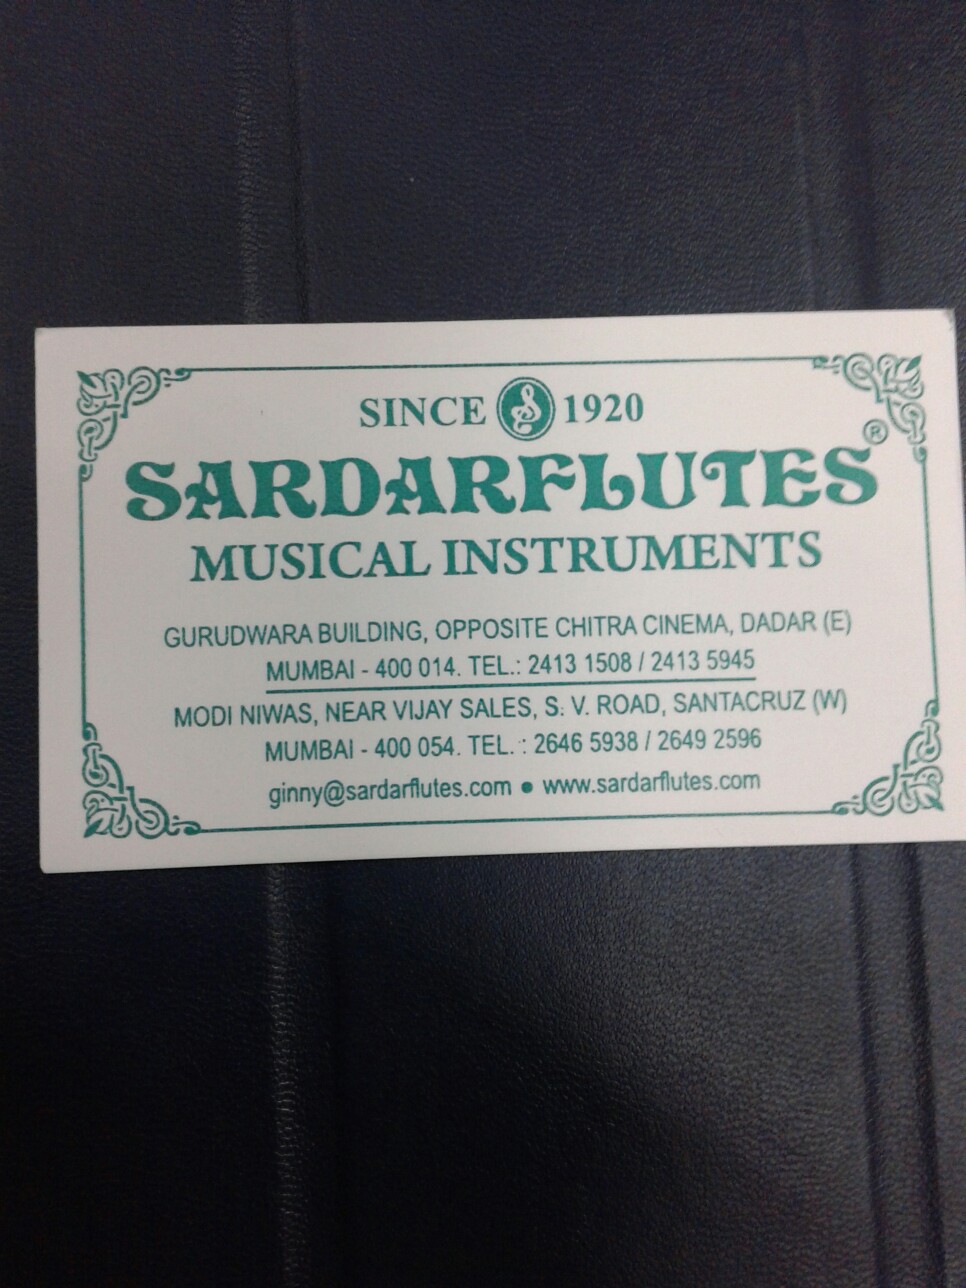 SINCE 1920
SARDARFLUTES®
MUSICAL INSTRUMENTS
GURUDWARA BUILDING, OPPOSITE CHITRA CINEMA, DADAR (E)
MUMBAI - 400 014. TEL.: 2413 1508 / 2413 5945
MODI NIWAS, NEAR VIJAY SALES, S. V. ROAD, SANTACRUZ (W)
MUMBAI - 400 054. TEL. : 2646 5938 / 2649 2596
ginny@sardarflutes.com ● www.sardarflutes.com